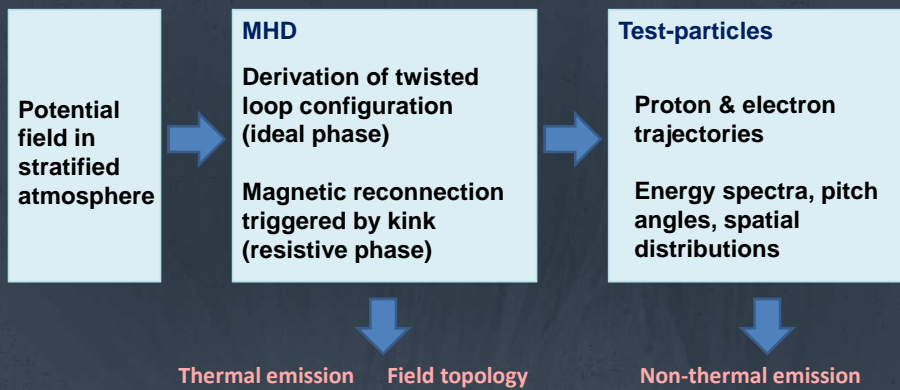 Potential
field in
stratified
atmosphere
MHD
Derivation of twisted
loop configuration
(ideal phase)
Magnetic reconnection
triggered by kink
(resistive phase)
Test-particles
Proton & electron
trajectories
Energy spectra, pitch
angles, spatial
distributions
Thermal emission Field topology
Non-thermal emission